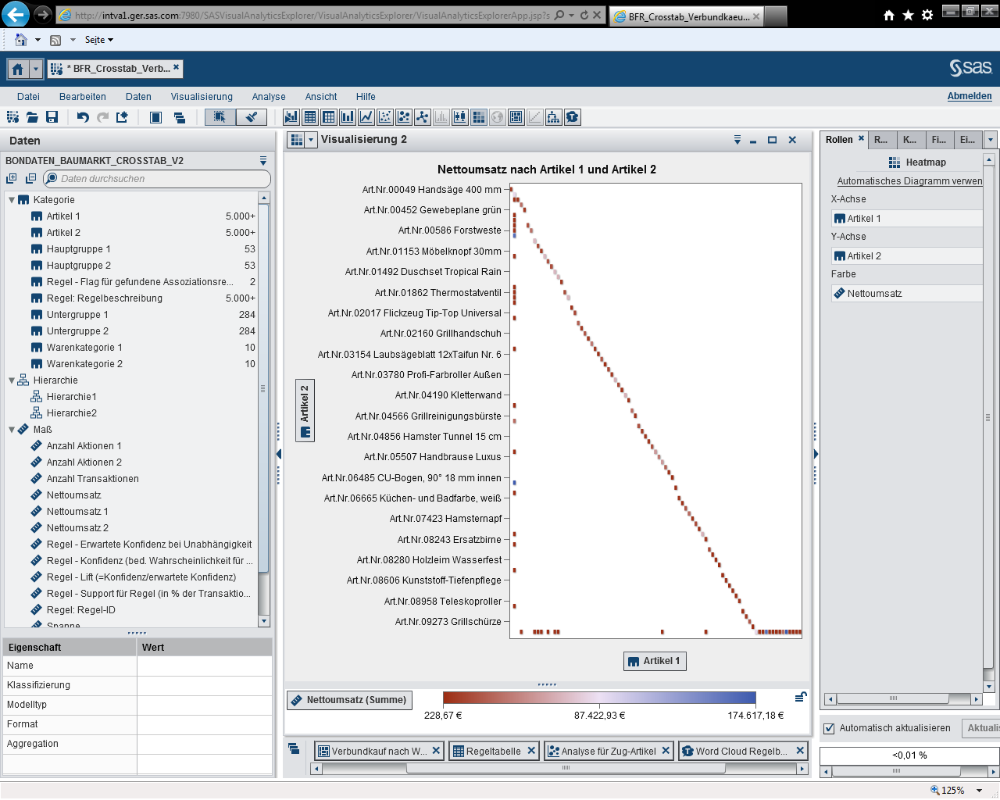 http://intva1.ger.sas.com:7980/SASVisualAnalyticsExplorer/VisualAnalyticsExplorer/VisualAnalyticsExplorerApp.jsp?s
BFR_Crosstab_Verbundkaeu...
Seite
* BFR_Crosstab_Verb...
sas
Datei Bearbeiten Daten Visualisierung Analyse Ansicht Hilfe
Abmelden
Daten
BONDATEN_BAUMARKT_CROSSTAB_V2
Daten durchsuchen
Kategorie
Artikel 1 5.000+
Artikel 2 5.000+
Hauptgruppe 1 53
Hauptgruppe 2 53
Regel - Flag für gefundene Assoziationsre... 2
Regel: Regelbeschreibung 5.000+
Untergruppe 1 284
Untergruppe 2 284
Warenkategorie 1 10
Warenkategorie 2 10
Hierarchie
Hierarchie1
Hierarchie2
Maß
Anzahl Aktionen 1
Anzahl Aktionen 2
Anzahl Transaktionen
Nettoumsatz
Nettoumsatz 1
Nettoumsatz 2
Regel - Erwartete Konfidenz bei Unabhängigkeit
Regel - Konfidenz (bed. Wahrscheinlichkeit für ...
Regel - Lift (=Konfidenz/erwartete Konfidenz)
Regel - Support für Regel (in % der Transaktio...
Regel: Regel-ID
Spanne
Eigenschaft Wert
Name
Klassifizierung
Modelltyp
Format
Aggregation
Visualisierung 2
Nettoumsatz nach Artikel 1 und Artikel 2
Art.Nr.00049 Handsäge 400 mm
Art.Nr.00452 Gewebeplane grün
Art.Nr.00586 Forstweste
Art.Nr.01153 Möbelknopf 30mm
Art.Nr.01492 Duschset Tropical Rain
Art.Nr.01862 Thermostatventil
Art.Nr.02017 Flickzeug Tip-Top Universal
Art.Nr.02160 Grillhandschuh
Art.Nr.03154 Laubsägeblatt 12xTaifun Nr. 6
Art.Nr.03780 Profi-Farbroller Außen
Art.Nr.04190 Kletterwand
Art.Nr.04566 Grillreinigungsbürste
Art.Nr.04856 Hamster Tunnel 15 cm
Art.Nr.05507 Handbrause Luxus
Art.Nr.06485 CU-Bogen, 90° 18 mm innen
Art.Nr.06665 Küchen- und Badfarbe, weiß
Art.Nr.07423 Hamsternapf
Art.Nr.08243 Ersatzbirne
Art.Nr.08280 Holzleim Wasserfest
Art.Nr.08606 Kunststoff-Tiefenpflege
Art.Nr.08958 Teleskoproller
Art.Nr.09273 Grillschürze
Artikel 2
Artikel 1
Nettoumsatz (Summe)
228,67 € 87.422,93 € 174.617,18 €
Verbundkauf nach W... Regeltabelle Analyse für Zug-Artikel Word Cloud Regelb...
Rollen R... K... Fi... Ei...
Heatmap
Automatisches Diagramm verwen
X-Achse
Artikel 1
Y-Achse
Artikel 2
Farbe
Nettoumsatz
Automatisch aktualisieren Aktuali
<0,01 %
125%